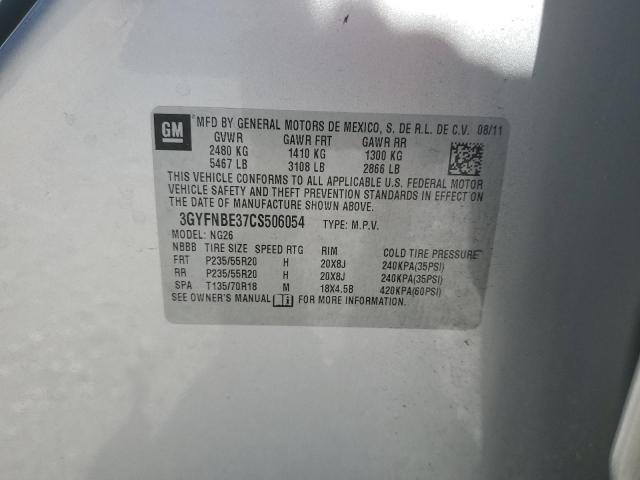 GM MFD BY GENERAL MOTORS DE MEXICO, S. DE R.L. DE C.V. 08/11
GVWR GAWR FRT GAWR RR
2480 KG 1410 KG 1300 KG
5467 LB 3108 LB 2866 LB
THIS VEHICLE CONFORMS TO ALL APPLICABLE U.S. FEDERAL MOTOR
VEHICLE SAFETY AND THEFT PREVENTION STANDARDS IN EFFECT ON
THE DATE OF MANUFACTURE SHOWN ABOVE.
3GYFNBE37CS506054 TYPE: M.P.V.
MODEL: NG26
NBBB TIRE SIZE SPEED RTG RIM COLD TIRE PRESSURE
FRT P235/55R20 H 20X8J 240KPA(35PSI)
RR P235/55R20 H 20X8J 240KPA(35PSI)
SPA T135/70R18 M 18X4.5B 420KPA(60PSI)
SEE OWNER'S MANUAL FOR MORE INFORMATION.